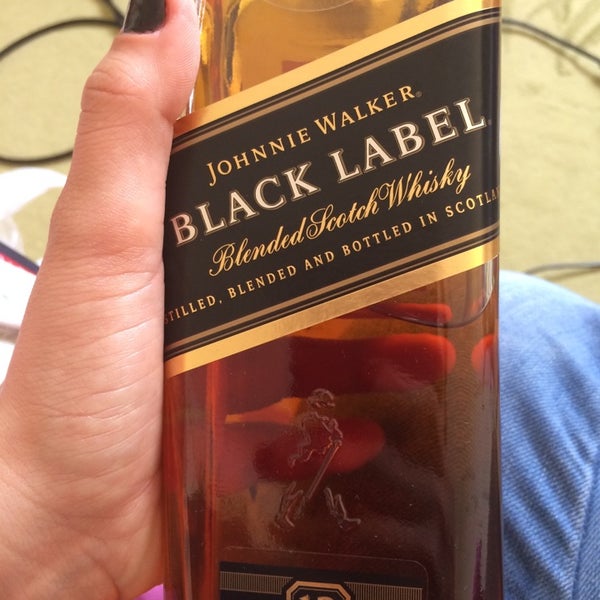 JOHNNIE WALKER®
BLACK LABEL
Blended Scotch Whisky
BLENDED AND BOTTLED IN